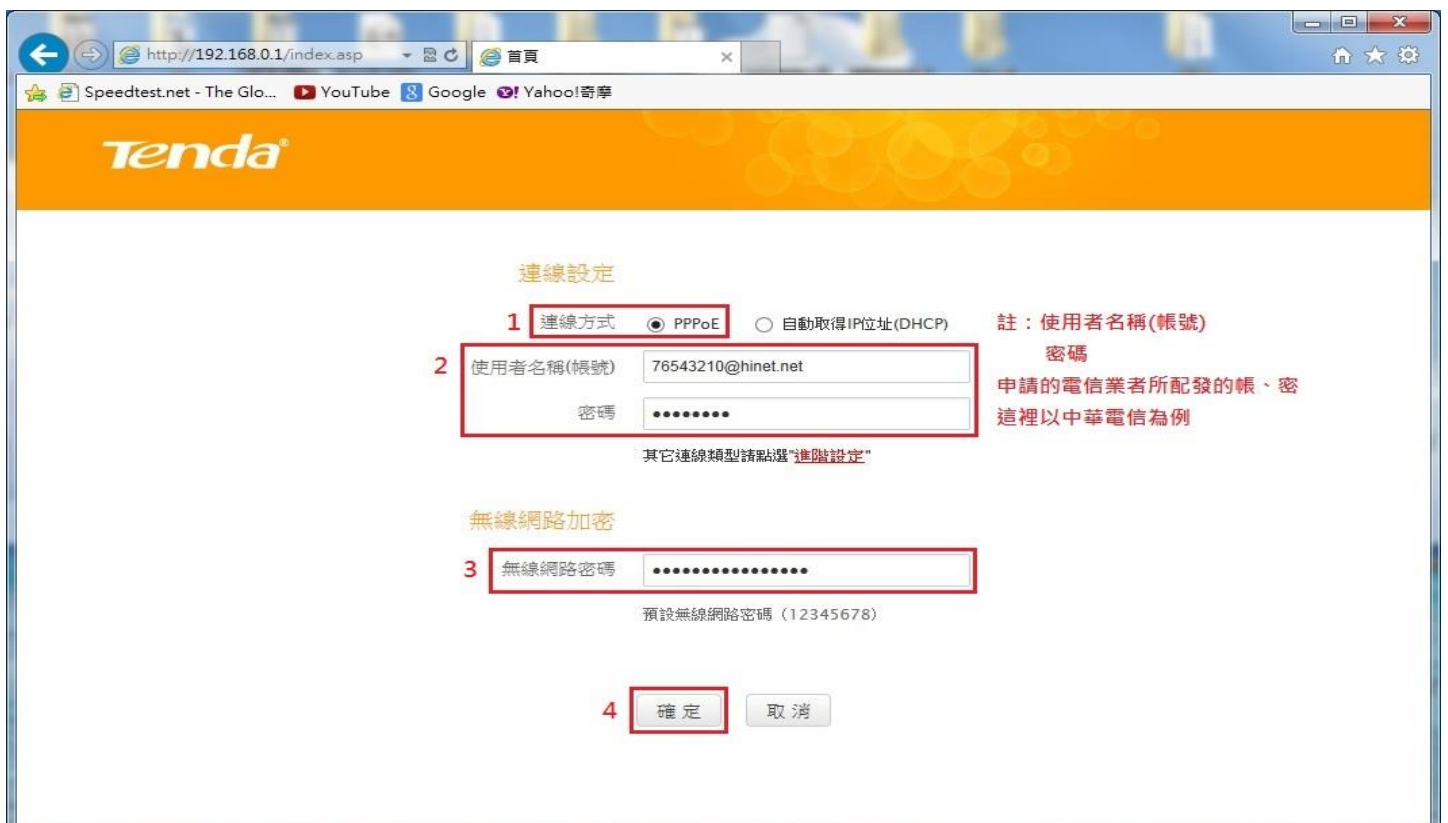 http://192.168.0.1/index.asp
首頁
Speedtest.net - The Glo... YouTube Google Yahoo!奇摩
Tenda®
連線設定
1 連線方式 PPPoE 自動取得IP位址(DHCP) 註：使用者名稱(帳號)
密碼
2 使用者名稱(帳號) 76543210@hinet.net
申請的電信業者所配發的帳、密
密碼 ••••••••
這裡以中華電信為例
其它連線類型請點選"進階設定"
無線網路加密
3 無線網路密碼 ••••••••••••••••
預設無線網路密碼（12345678）
4 確定 取消